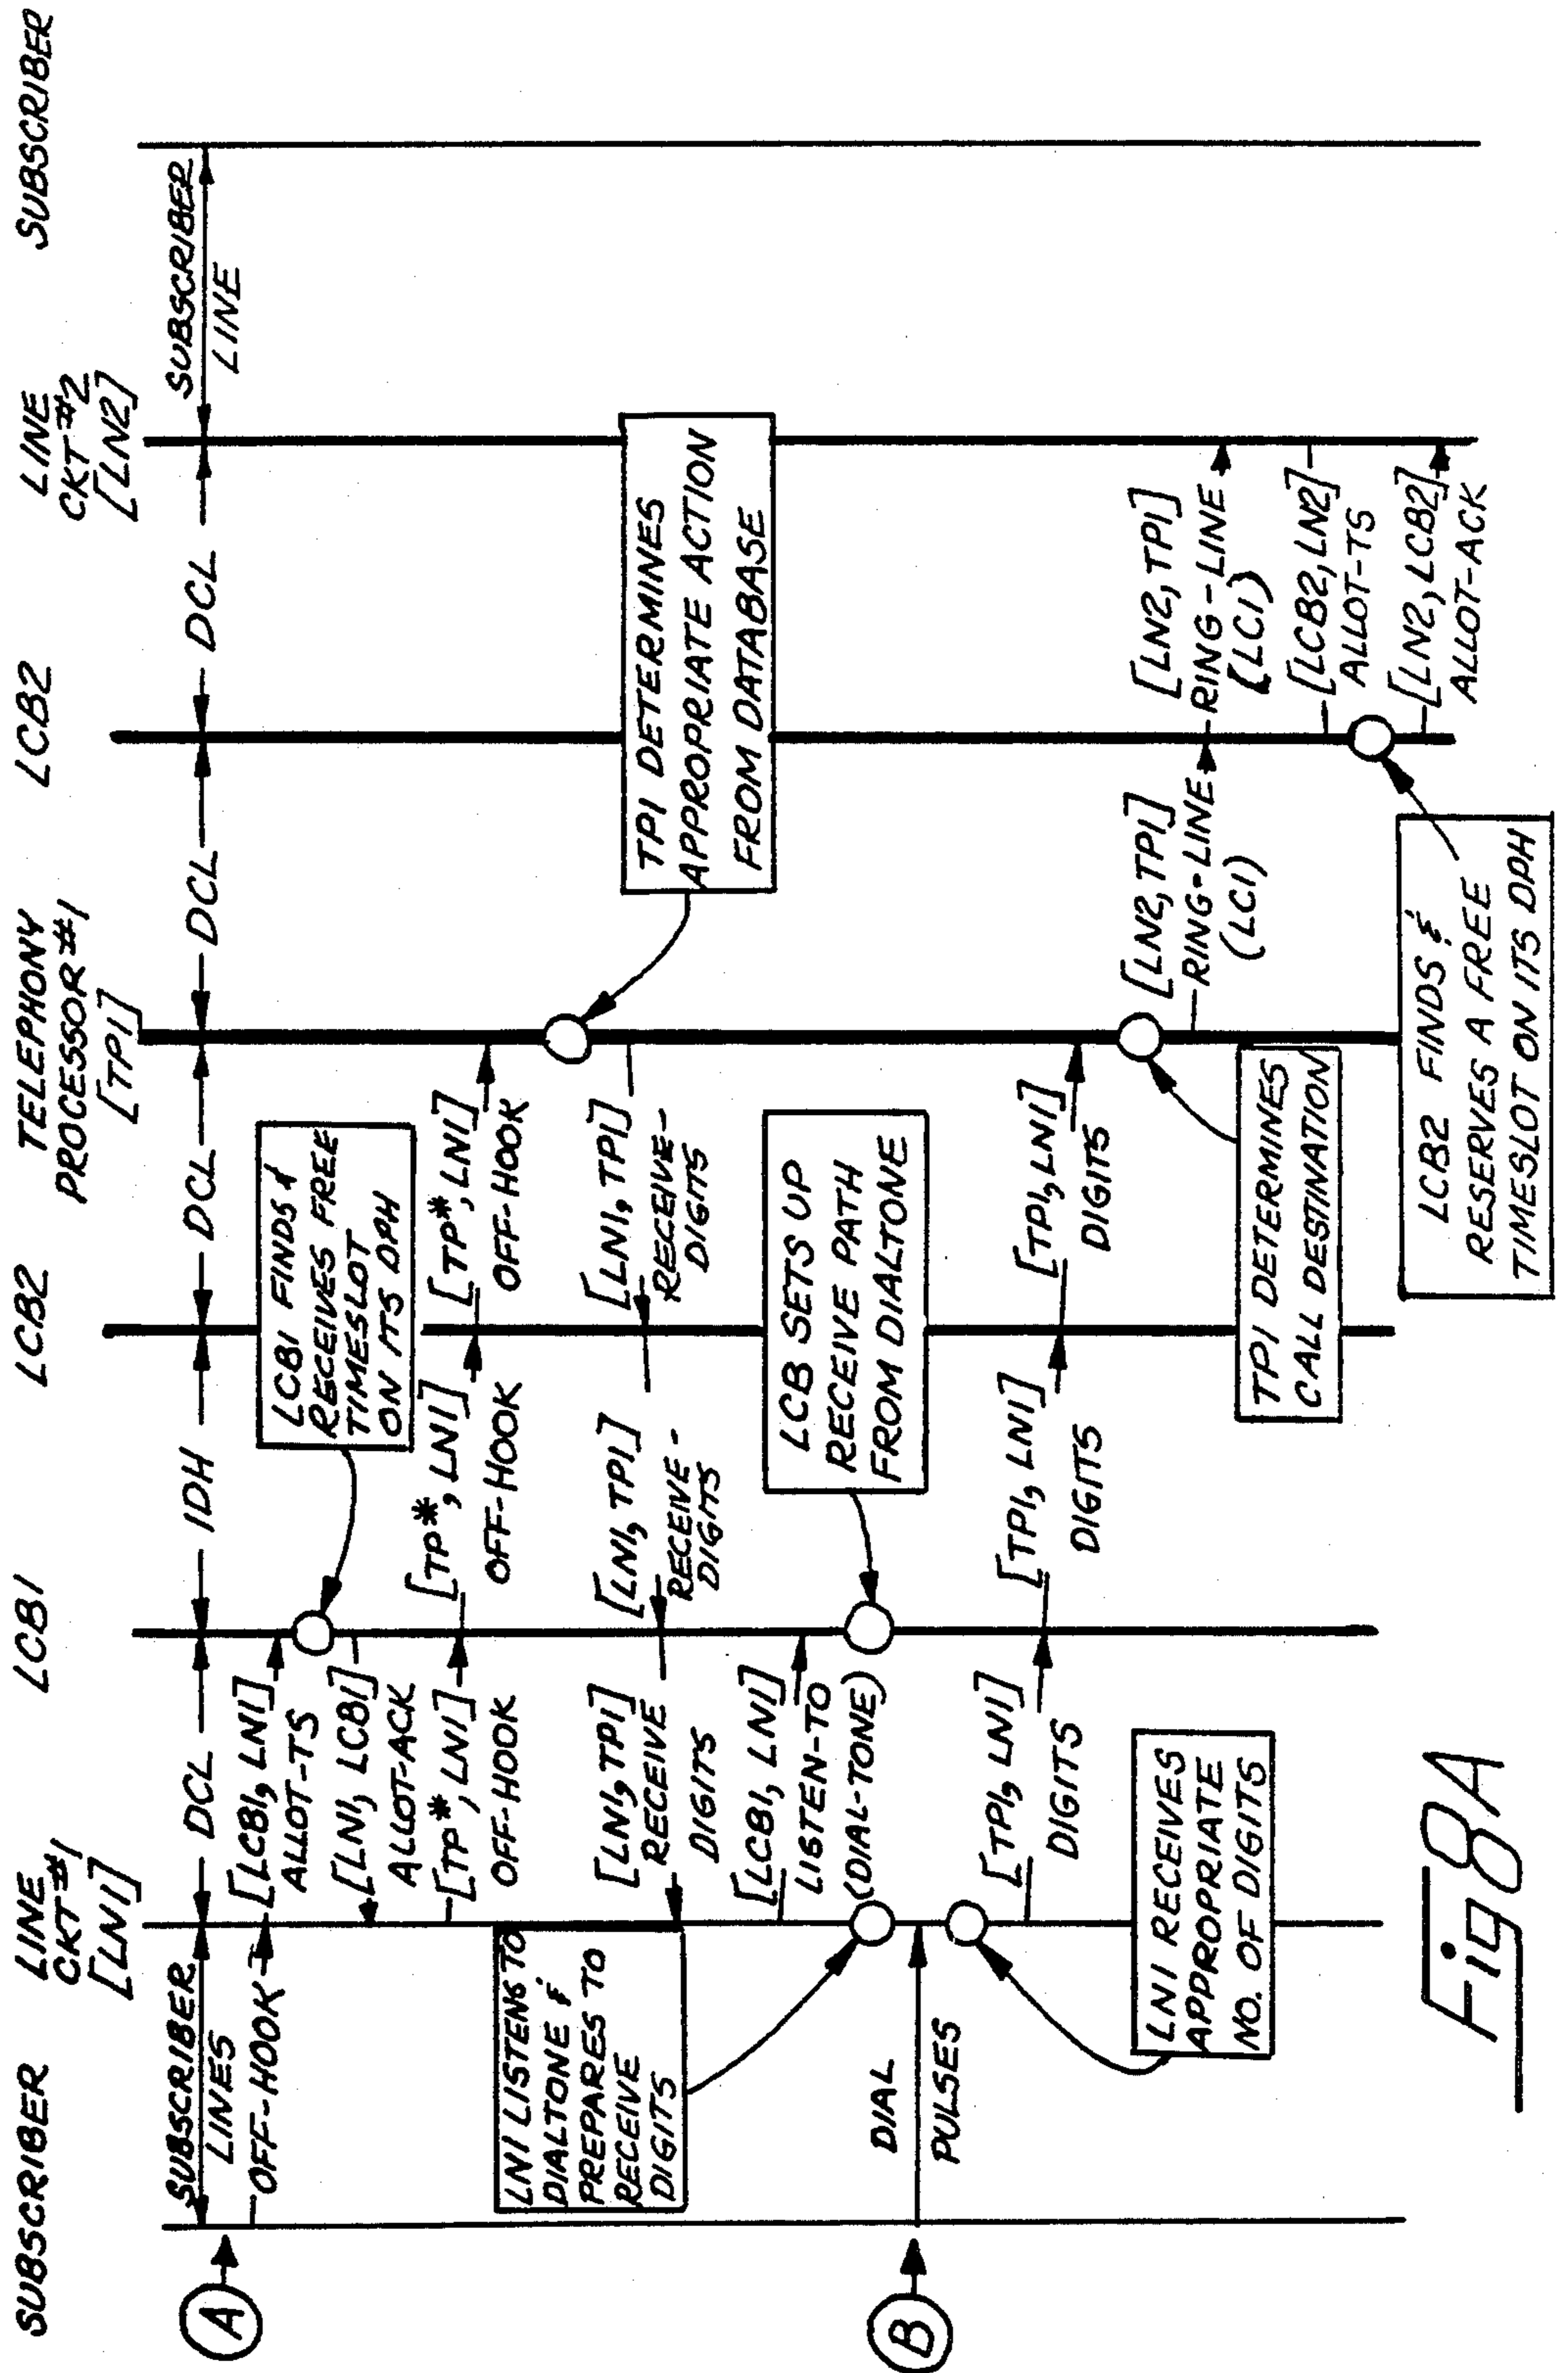 SUBSCRIBER
LINE
CKT#1
[LN1]
LCB1
LCB2
TELEPHONY
PROCESSOR#1
[TP1]
LCB2
LINE
CKT#2
[LN2]
SUBSCRIBER
A
SUBSCRIBER
LINES
DCL
IDH
DCL
DCL
DCL
SUBSCRIBER
LINE
OFF-HOOK
[LCB1, LN1]
ALLOT-TS
LCB1 FINDS &
RECEIVES FREE
TIMESLOT
ON ITS DPH
[LN1, LCB1]
ALLOT-ACK
[TP*, LN1]
OFF-HOOK
[TP*, LN1]
OFF-HOOK
[TP*, LN1]
OFF-HOOK
TP1 DETERMINES
APPROPRIATE ACTION
FROM DATABASE
[LN1, TP1]
RECEIVE-
DIGITS
[LN1, TP1]
RECEIVE-
DIGITS
[LN1, TP1]
RECEIVE
DIGITS
LN1 LISTENS TO
DIALTONE &
PREPARES TO
RECEIVE
DIGITS
[LCB1, LN1]
LISTEN-TO
(DIAL-TONE)
LCB SETS UP
RECEIVE PATH
FROM DIALTONE
B
DIAL
PULSES
LN1 RECEIVES
APPROPRIATE
NO. OF DIGITS
[TP1, LN1]
DIGITS
[TP1, LN1]
DIGITS
[TP1, LN1]
DIGITS
TP1 DETERMINES
CALL DESTINATION
[LN2, TP1]
RING-LINE
(LC1)
[LN2, TP1]
RING-LINE
(LC1)
[LCB2, LN2]
ALLOT-TS
LCB2 FINDS &
RESERVES A FREE
TIMESLOT ON ITS DPH
[LN2, LCB2]
ALLOT-ACK
Fig 8A